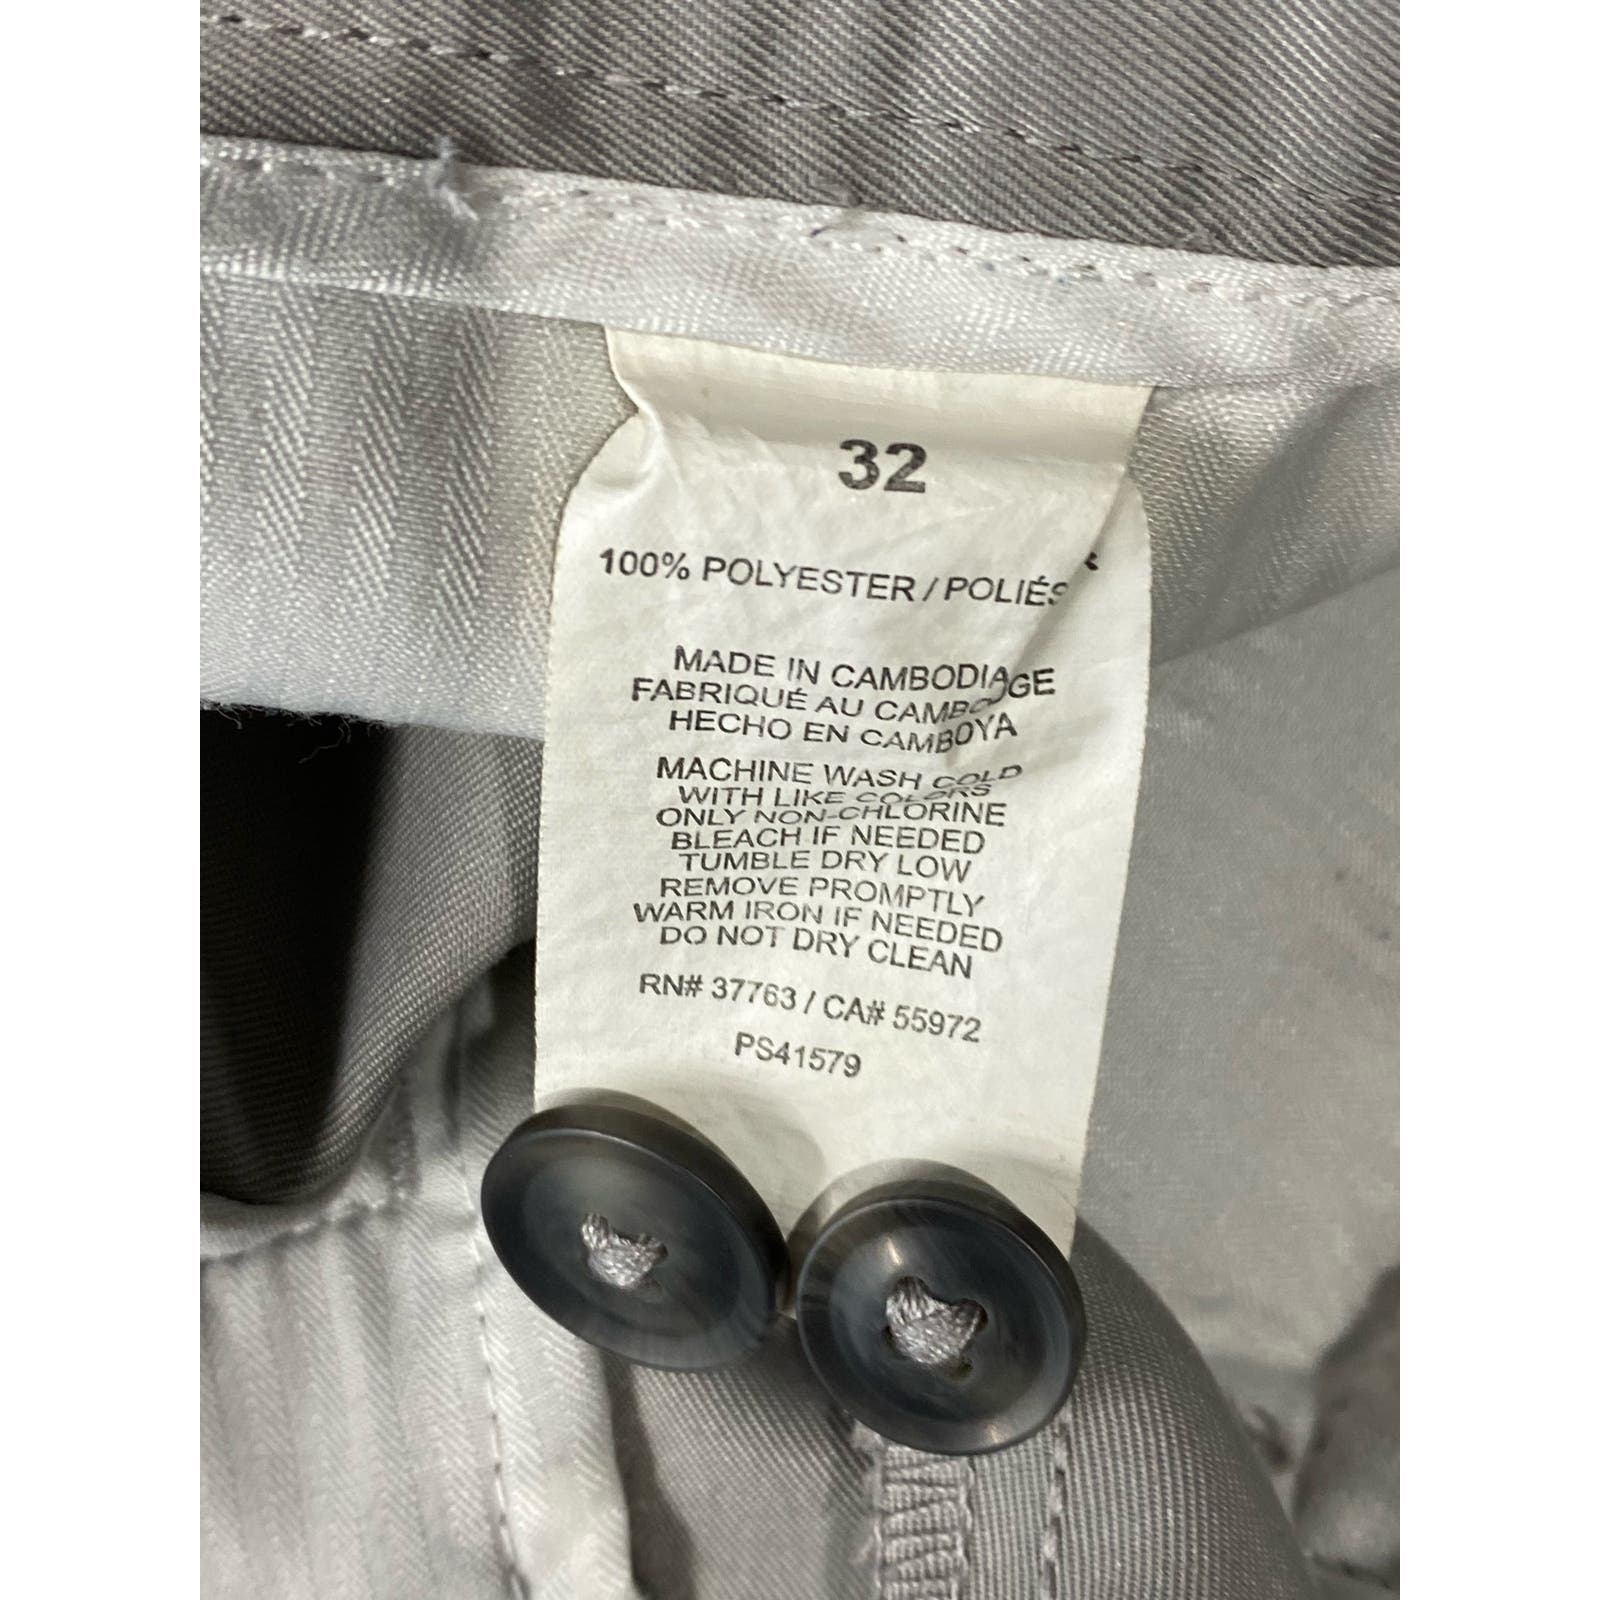 32
100% POLYESTER / POLIÉS
MADE IN CAMBODIA
FABRIQUÉ AU CAMBODGE
HECHO EN CAMBOYA
MACHINE WASH COLD
WITH LIKE COLORS
ONLY NON-CHLORINE
BLEACH IF NEEDED
TUMBLE DRY LOW
REMOVE PROMPTLY
WARM IRON IF NEEDED
DO NOT DRY CLEAN
RN# 37763 / CA# 55972
PS41579